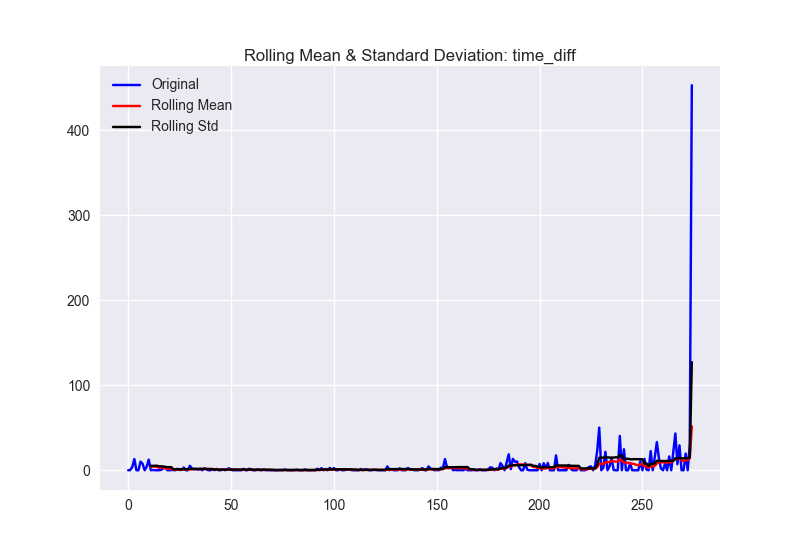 Rolling Mean & Standard Deviation: time_diff
Original
Rolling Mean
Rolling Std
400
300
200
100
0
0 50 100 150 200 250